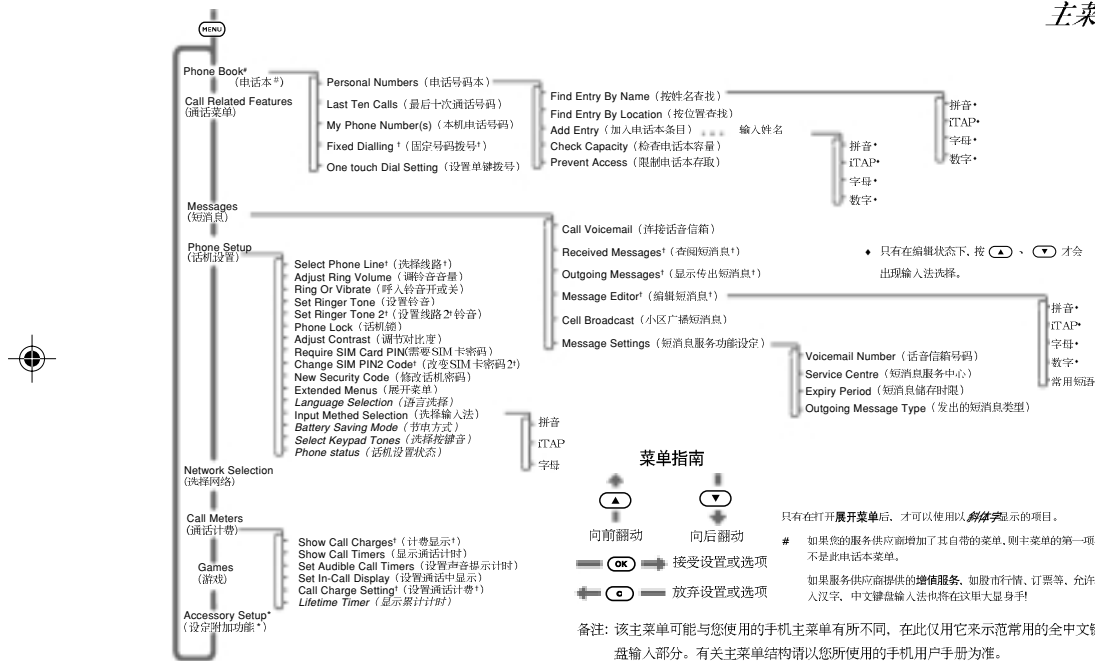 主菜
MENU
Phone Book#
(电话本#)
Call Related Features
(通话菜单)
Messages
(短消息)
Phone Setup
(话机设置)
Network Selection
(选择网络)
Call Meters
(通话计费)
Games
(游戏)
Accessory Setup*
(设定附加功能*)
Personal Numbers (电话号码本)
Last Ten Calls (最后十次通话号码)
My Phone Number(s) (本机电话号码)
Fixed Dialling † (固定号码拨号†)
One touch Dial Setting (设置单键拨号)
Find Entry By Name (按姓名查找)
Find Entry By Location (按位置查找)
Add Entry (加入电话本条目) .... 输入姓名
Check Capacity (检查电话本容量)
Prevent Access (限制电话本存取)
拼音♦
iTAP♦
字母♦
数字♦
拼音♦
iTAP♦
字母♦
数字♦
Call Voicemail (连接话音信箱)
Received Messages† (查阅短消息†)
Outgoing Messages† (显示传出短消息†)
Message Editor† (编辑短消息†)
Cell Broadcast (小区广播短消息)
Message Settings (短消息服务功能设定)
♦ 只有在编辑状态下, 按 ▲ 、 ▼ 才会
出现输入法选择。
拼音♦
iTAP♦
字母♦
数字♦
常用短语
Voicemail Number (话音信箱号码)
Service Centre (短消息服务中心)
Expiry Period (短消息储存时限)
Outgoing Message Type (发出的短消息类型)
Select Phone Line† (选择线路†)
Adjust Ring Volume (调铃音音量)
Ring Or Vibrate (呼入铃音开或关)
Set Ringer Tone (设置铃音)
Set Ringer Tone 2† (设置线路2†铃音)
Phone Lock (话机锁)
Adjust Contrast (调节对比度)
Require SIM Card PIN(需要SIM 卡密码)
Change SIM PIN2 Code† (改变SIM 卡密码2†)
New Security Code (修改话机密码)
Extended Menus (展开菜单)
Language Selection (语言选择)
Input Methed Selection (选择输入法)
Battery Saving Mode (节电方式)
Select Keypad Tones (选择按键音)
Phone status (话机设置状态)
拼音
iTAP
字母
Show Call Charges† (计费显示†)
Show Call Timers (显示通话计时)
Set Audible Call Timers (设置声音提示计时)
Set In-Call Display (设置通话中显示)
Call Charge Setting† (设置通话计费†)
Lifetime Timer (显示累计计时)
菜单指南
▲ ▼
向前翻动 向后翻动
OK 接受设置或选项
C 放弃设置或选项
只有在打开展开菜单后, 才可以使用以斜体字显示的项目。
# 如果您的服务供应商增加了其自带的菜单, 则主菜单的第一项
不是此电话本菜单。
如果服务供应商提供的增值服务, 如股市行情、订票等, 允许
入汉字, 中文键盘输入法也将在这里大显身手!
备注: 该主菜单可能与您使用的手机主菜单有所不同, 在此仅用它来示范常用的全中文键
盘输入部分。有关主菜单结构请以您所使用的手机用户手册为准。